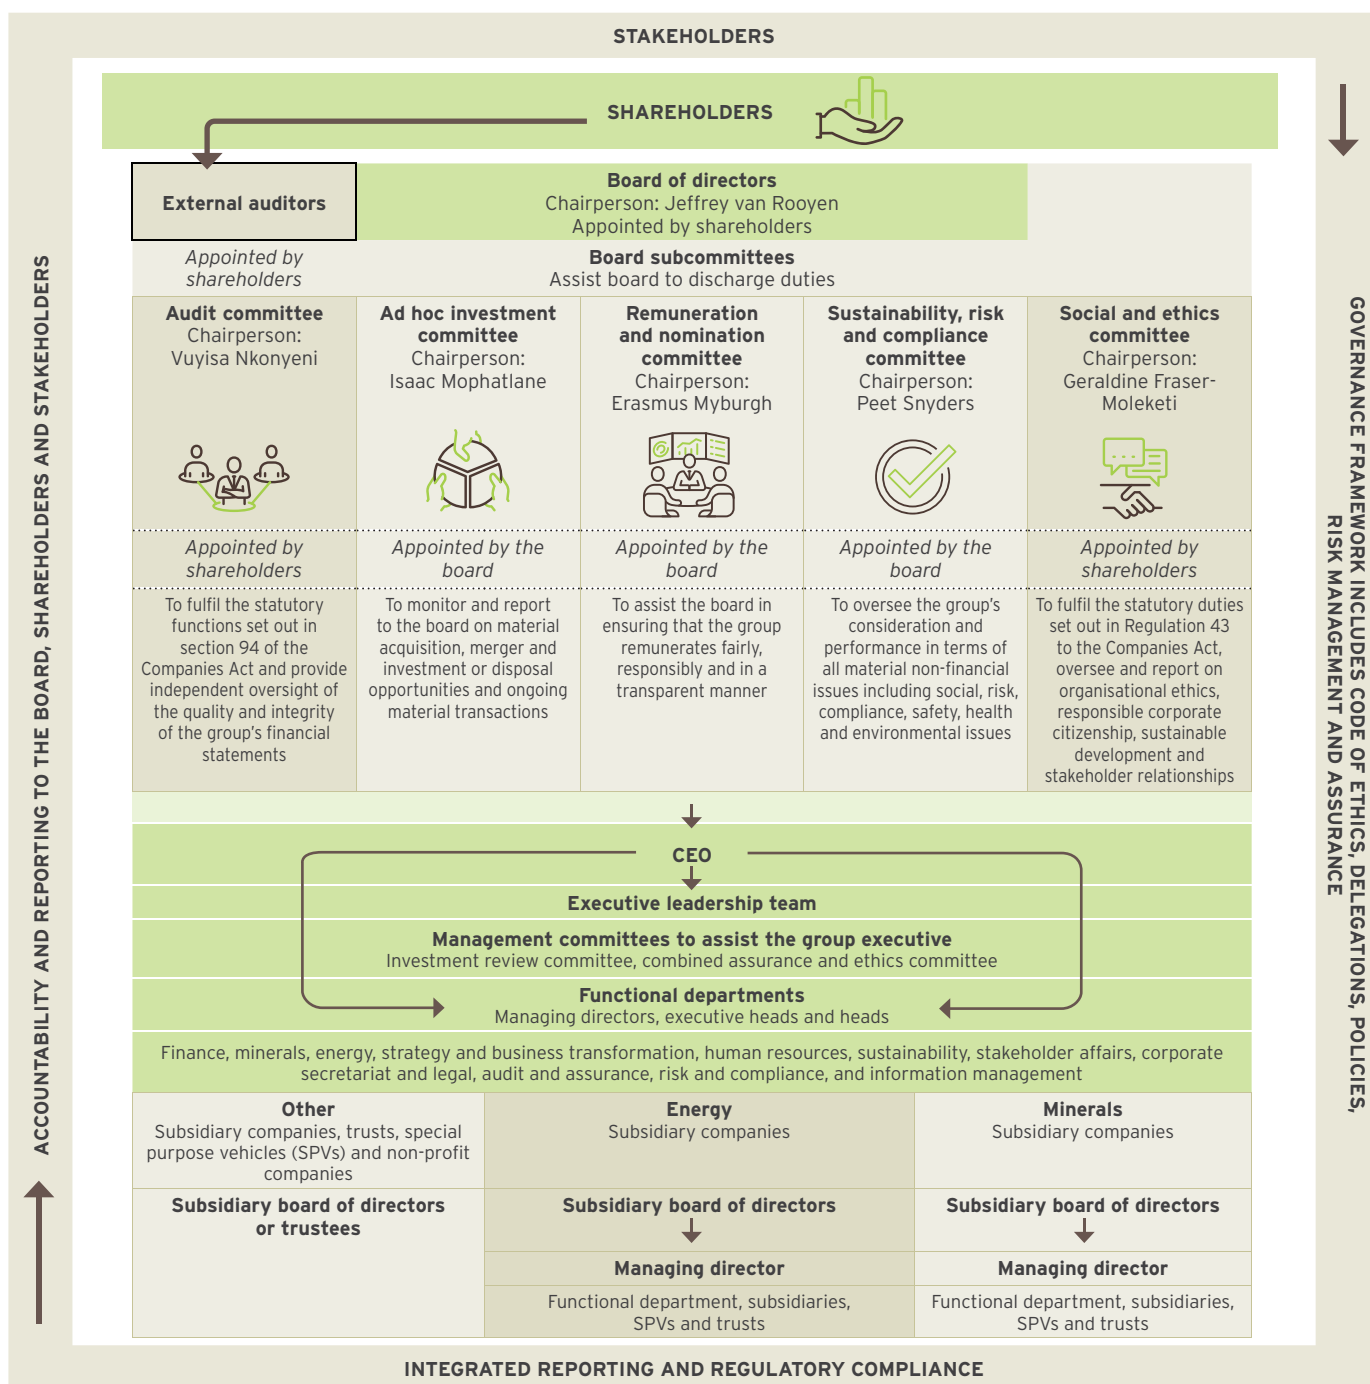 STAKEHOLDERS
SHAREHOLDERS
External auditors
Board of directors
Chairperson: Jeffrey van Rooyen
Appointed by shareholders
Appointed by
shareholders
Board subcommittees
Assist board to discharge duties
Audit committee
Chairperson:
Vuyisa Nkonyeni
Ad hoc investment
committee
Chairperson:
Isaac Mophatlane
Remuneration
and nomination
committee
Chairperson:
Erasmus Myburgh
Sustainability, risk
and compliance
committee
Chairperson:
Peet Snyders
Social and ethics
committee
Chairperson:
Geraldine Fraser-
Moleketi
Appointed by
shareholders
Appointed by the
board
Appointed by the
board
Appointed by the
board
Appointed by
shareholders
To fulfil the statutory
functions set out in
section 94 of the
Companies Act and provide
independent oversight of
the quality and integrity
of the group's financial
statements
To monitor and report
to the board on material
acquisition, merger and
investment or disposal
opportunities and ongoing
material transactions
To assist the board in
ensuring that the group
remunerates fairly,
responsibly and in a
transparent manner
To oversee the group's
consideration and
performance in terms of
all material non-financial
issues including social, risk,
compliance, safety, health
and environmental issues
To fulfil the statutory duties
set out in Regulation 43
to the Companies Act,
oversee and report on
organisational ethics,
responsible corporate
citizenship, sustainable
development and
stakeholder relationships
CEO
Executive leadership team
Management committees to assist the group executive
Investment review committee, combined assurance and ethics committee
Functional departments
Managing directors, executive heads and heads
Finance, minerals, energy, strategy and business transformation, human resources, sustainability, stakeholder affairs, corporate
secretariat and legal, audit and assurance, risk and compliance, and information management
Other
Subsidiary companies, trusts, special
purpose vehicles (SPVs) and non-profit
companies
Energy
Subsidiary companies
Minerals
Subsidiary companies
Subsidiary board of directors
or trustees
Subsidiary board of directors
Subsidiary board of directors
Managing director
Managing director
Functional department, subsidiaries,
SPVs and trusts
Functional department, subsidiaries,
SPVs and trusts
INTEGRATED REPORTING AND REGULATORY COMPLIANCE
ACCOUNTABILITY AND REPORTING TO THE BOARD, SHAREHOLDERS AND STAKEHOLDERS
GOVERNANCE FRAMEWORK INCLUDES CODE OF ETHICS, DELEGATIONS, POLICIES,
RISK MANAGEMENT AND ASSURANCE